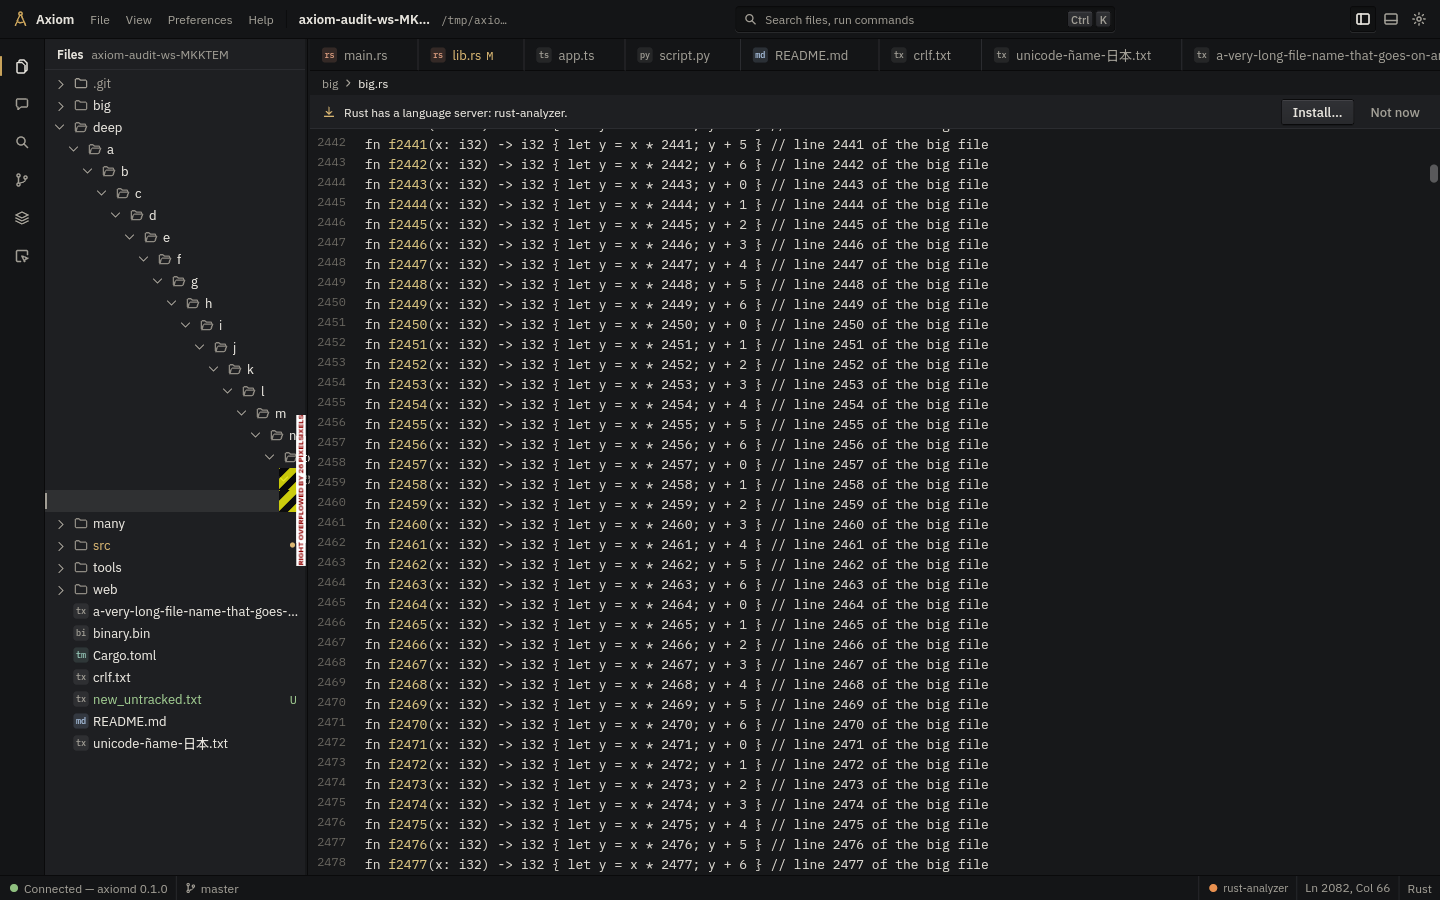 Axiom File View Preferences Help axiom-audit-ws-MK... /tmp/axio... Search files, run commands Ctrl K
Files axiom-audit-ws-MKKTEM
main.rs lib.rs M app.ts script.py README.md crlf.txt unicode-ñame-日本.txt a-very-long-file-name-that-goes-on-a
big > big.rs
Rust has a language server: rust-analyzer. Install... Not now
.git
big
deep
a
b
c
d
e
f
g
h
i
j
k
l
m
RIGHT OVERFLOWED BY 26 PIXELS
many
src
tools
web
tx a-very-long-file-name-that-goes-...
bi binary.bin
tm Cargo.toml
tx crlf.txt
tx new_untracked.txt U
md README.md
tx unicode-ñame-日本.txt
2442 fn f2441(x: i32) -> i32 { let y = x * 2441; y + 5 } // line 2441 of the big file
2443 fn f2442(x: i32) -> i32 { let y = x * 2442; y + 6 } // line 2442 of the big file
2444 fn f2443(x: i32) -> i32 { let y = x * 2443; y + 0 } // line 2443 of the big file
2445 fn f2444(x: i32) -> i32 { let y = x * 2444; y + 1 } // line 2444 of the big file
2446 fn f2445(x: i32) -> i32 { let y = x * 2445; y + 2 } // line 2445 of the big file
2447 fn f2446(x: i32) -> i32 { let y = x * 2446; y + 3 } // line 2446 of the big file
2448 fn f2447(x: i32) -> i32 { let y = x * 2447; y + 4 } // line 2447 of the big file
2449 fn f2448(x: i32) -> i32 { let y = x * 2448; y + 5 } // line 2448 of the big file
2450 fn f2449(x: i32) -> i32 { let y = x * 2449; y + 6 } // line 2449 of the big file
2451 fn f2450(x: i32) -> i32 { let y = x * 2450; y + 0 } // line 2450 of the big file
2452 fn f2451(x: i32) -> i32 { let y = x * 2451; y + 1 } // line 2451 of the big file
2453 fn f2452(x: i32) -> i32 { let y = x * 2452; y + 2 } // line 2452 of the big file
2454 fn f2453(x: i32) -> i32 { let y = x * 2453; y + 3 } // line 2453 of the big file
2455 fn f2454(x: i32) -> i32 { let y = x * 2454; y + 4 } // line 2454 of the big file
2456 fn f2455(x: i32) -> i32 { let y = x * 2455; y + 5 } // line 2455 of the big file
2457 fn f2456(x: i32) -> i32 { let y = x * 2456; y + 6 } // line 2456 of the big file
2458 fn f2457(x: i32) -> i32 { let y = x * 2457; y + 0 } // line 2457 of the big file
2459 fn f2458(x: i32) -> i32 { let y = x * 2458; y + 1 } // line 2458 of the big file
2460 fn f2459(x: i32) -> i32 { let y = x * 2459; y + 2 } // line 2459 of the big file
2461 fn f2460(x: i32) -> i32 { let y = x * 2460; y + 3 } // line 2460 of the big file
2462 fn f2461(x: i32) -> i32 { let y = x * 2461; y + 4 } // line 2461 of the big file
2463 fn f2462(x: i32) -> i32 { let y = x * 2462; y + 5 } // line 2462 of the big file
2464 fn f2463(x: i32) -> i32 { let y = x * 2463; y + 6 } // line 2463 of the big file
2465 fn f2464(x: i32) -> i32 { let y = x * 2464; y + 0 } // line 2464 of the big file
2466 fn f2465(x: i32) -> i32 { let y = x * 2465; y + 1 } // line 2465 of the big file
2467 fn f2466(x: i32) -> i32 { let y = x * 2466; y + 2 } // line 2466 of the big file
2468 fn f2467(x: i32) -> i32 { let y = x * 2467; y + 3 } // line 2467 of the big file
2469 fn f2468(x: i32) -> i32 { let y = x * 2468; y + 4 } // line 2468 of the big file
2470 fn f2469(x: i32) -> i32 { let y = x * 2469; y + 5 } // line 2469 of the big file
2471 fn f2470(x: i32) -> i32 { let y = x * 2470; y + 6 } // line 2470 of the big file
2472 fn f2471(x: i32) -> i32 { let y = x * 2471; y + 0 } // line 2471 of the big file
2473 fn f2472(x: i32) -> i32 { let y = x * 2472; y + 1 } // line 2472 of the big file
2474 fn f2473(x: i32) -> i32 { let y = x * 2473; y + 2 } // line 2473 of the big file
2475 fn f2474(x: i32) -> i32 { let y = x * 2474; y + 3 } // line 2474 of the big file
2476 fn f2475(x: i32) -> i32 { let y = x * 2475; y + 4 } // line 2475 of the big file
2477 fn f2476(x: i32) -> i32 { let y = x * 2476; y + 5 } // line 2476 of the big file
2478 fn f2477(x: i32) -> i32 { let y = x * 2477; y + 6 } // line 2477 of the big file
Connected — axiomd 0.1.0 master rust-analyzer Ln 2082, Col 66 Rust